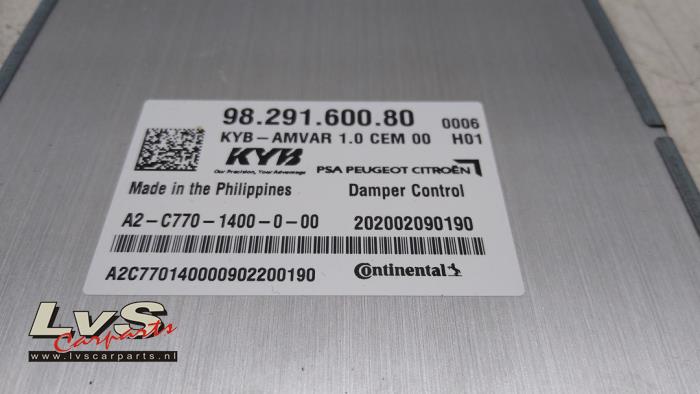 98.291.600.80 0006
KYB-AMVAR 1.0 CEM 00 H01
KYB
Our Precision, Your Advantage
PSA PEUGEOT CITROËN
Made in the Philippines Damper Control
A2-C770-1400-0-00 202002090190
A2C770140000902200190 Continental
LvS
Carparts
www.lvscarparts.nl